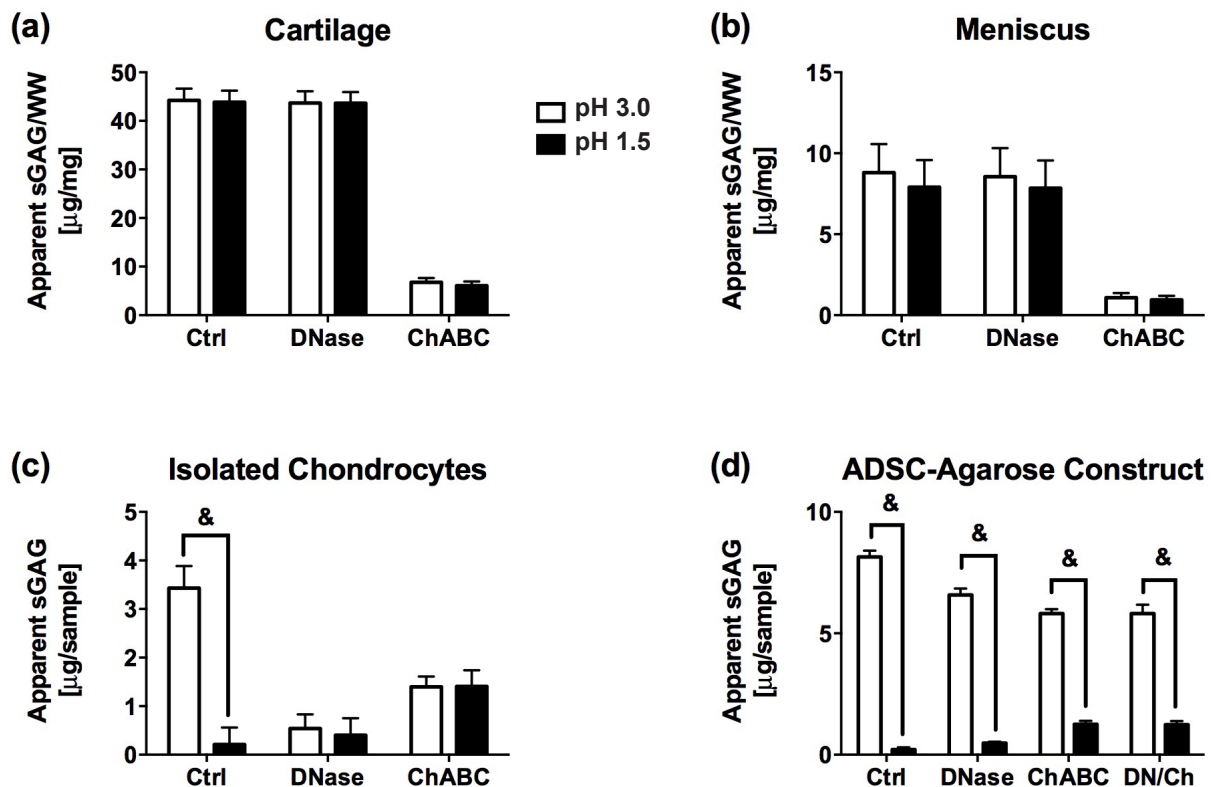 (a)
Cartilage
Apparent sGAG/WW
[µg/mg]
50
40
30
20
10
0
Ctrl DNase ChABC
pH 3.0
pH 1.5
(b)
Meniscus
Apparent sGAG/WW
[µg/mg]
15
10
5
0
Ctrl DNase ChABC
(c)
Isolated Chondrocytes
Apparent sGAG
[µg/sample]
5
4
3
2
1
0
&
Ctrl DNase ChABC
(d)
ADSC-Agarose Construct
Apparent sGAG
[µg/sample]
10
5
0
&
&
&
&
Ctrl DNase ChABC DN/Ch